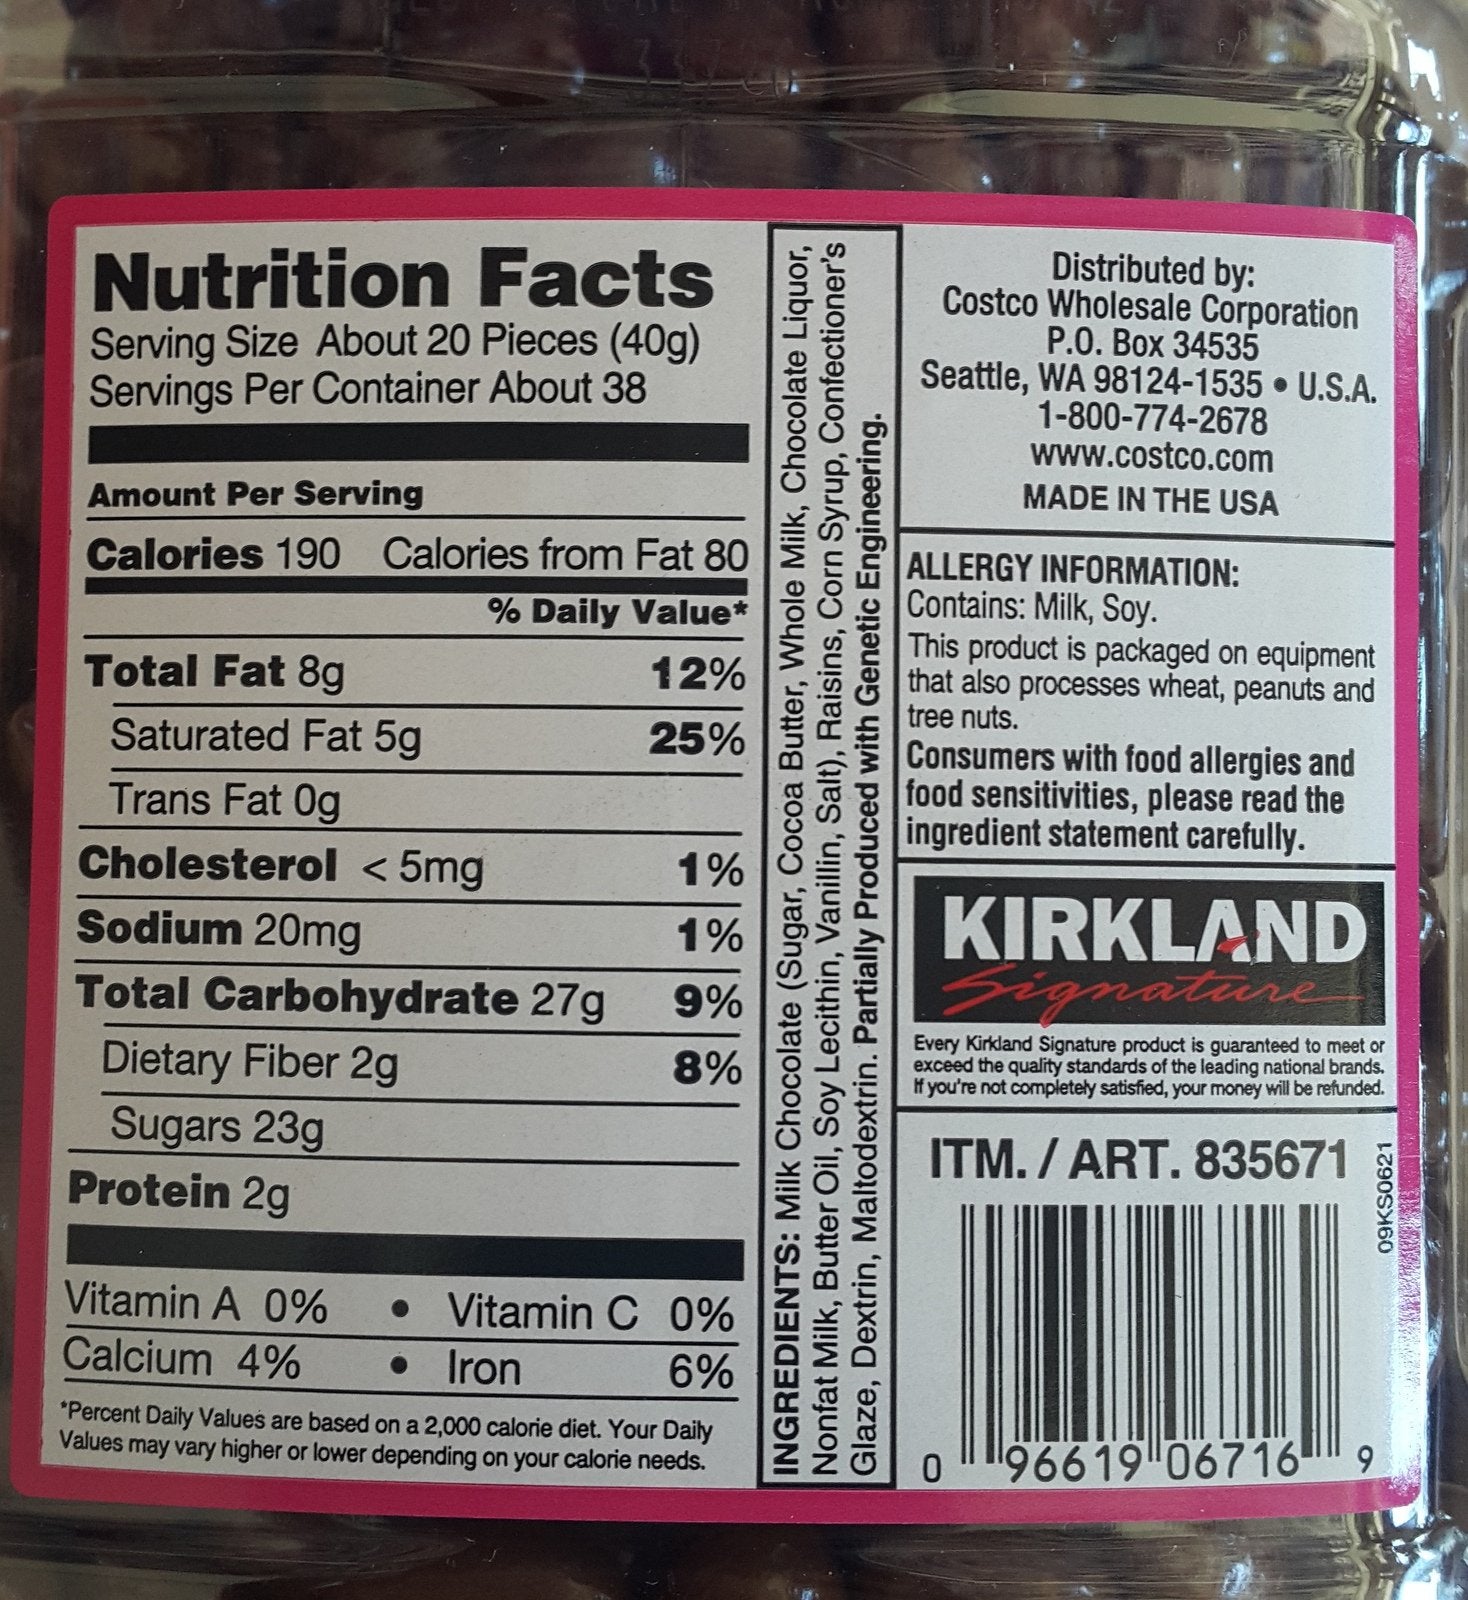 Nutrition Facts
Serving Size About 20 Pieces (40g)
Servings Per Container About 38
Amount Per Serving
Calories 190 Calories from Fat 80
% Daily Value*
Total Fat 8g 12%
Saturated Fat 5g 25%
Trans Fat 0g
Cholesterol < 5mg 1%
Sodium 20mg 1%
Total Carbohydrate 27g 9%
Dietary Fiber 2g 8%
Sugars 23g
Protein 2g
Vitamin A 0% • Vitamin C 0%
Calcium 4% • Iron 6%
*Percent Daily Values are based on a 2,000 calorie diet. Your Daily
Values may vary higher or lower depending on your calorie needs.
INGREDIENTS: Milk Chocolate (Sugar, Cocoa Butter, Whole Milk, Chocolate Liquor,
Nonfat Milk, Butter Oil, Soy Lecithin, Vanillin, Salt), Raisins, Corn Syrup, Confectioner's
Glaze, Dextrin, Maltodextrin. Partially Produced with Genetic Engineering.
Distributed by:
Costco Wholesale Corporation
P.O. Box 34535
Seattle, WA 98124-1535 • U.S.A.
1-800-774-2678
www.costco.com
MADE IN THE USA
ALLERGY INFORMATION:
Contains: Milk, Soy.
This product is packaged on equipment
that also processes wheat, peanuts and
tree nuts.
Consumers with food allergies and
food sensitivities, please read the
ingredient statement carefully.
KIRKLAND
Signature
Every Kirkland Signature product is guaranteed to meet or
exceed the quality standards of the leading national brands.
If you're not completely satisfied, your money will be refunded.
ITM. / ART. 835671
09KS0621
0 96619 06716 9